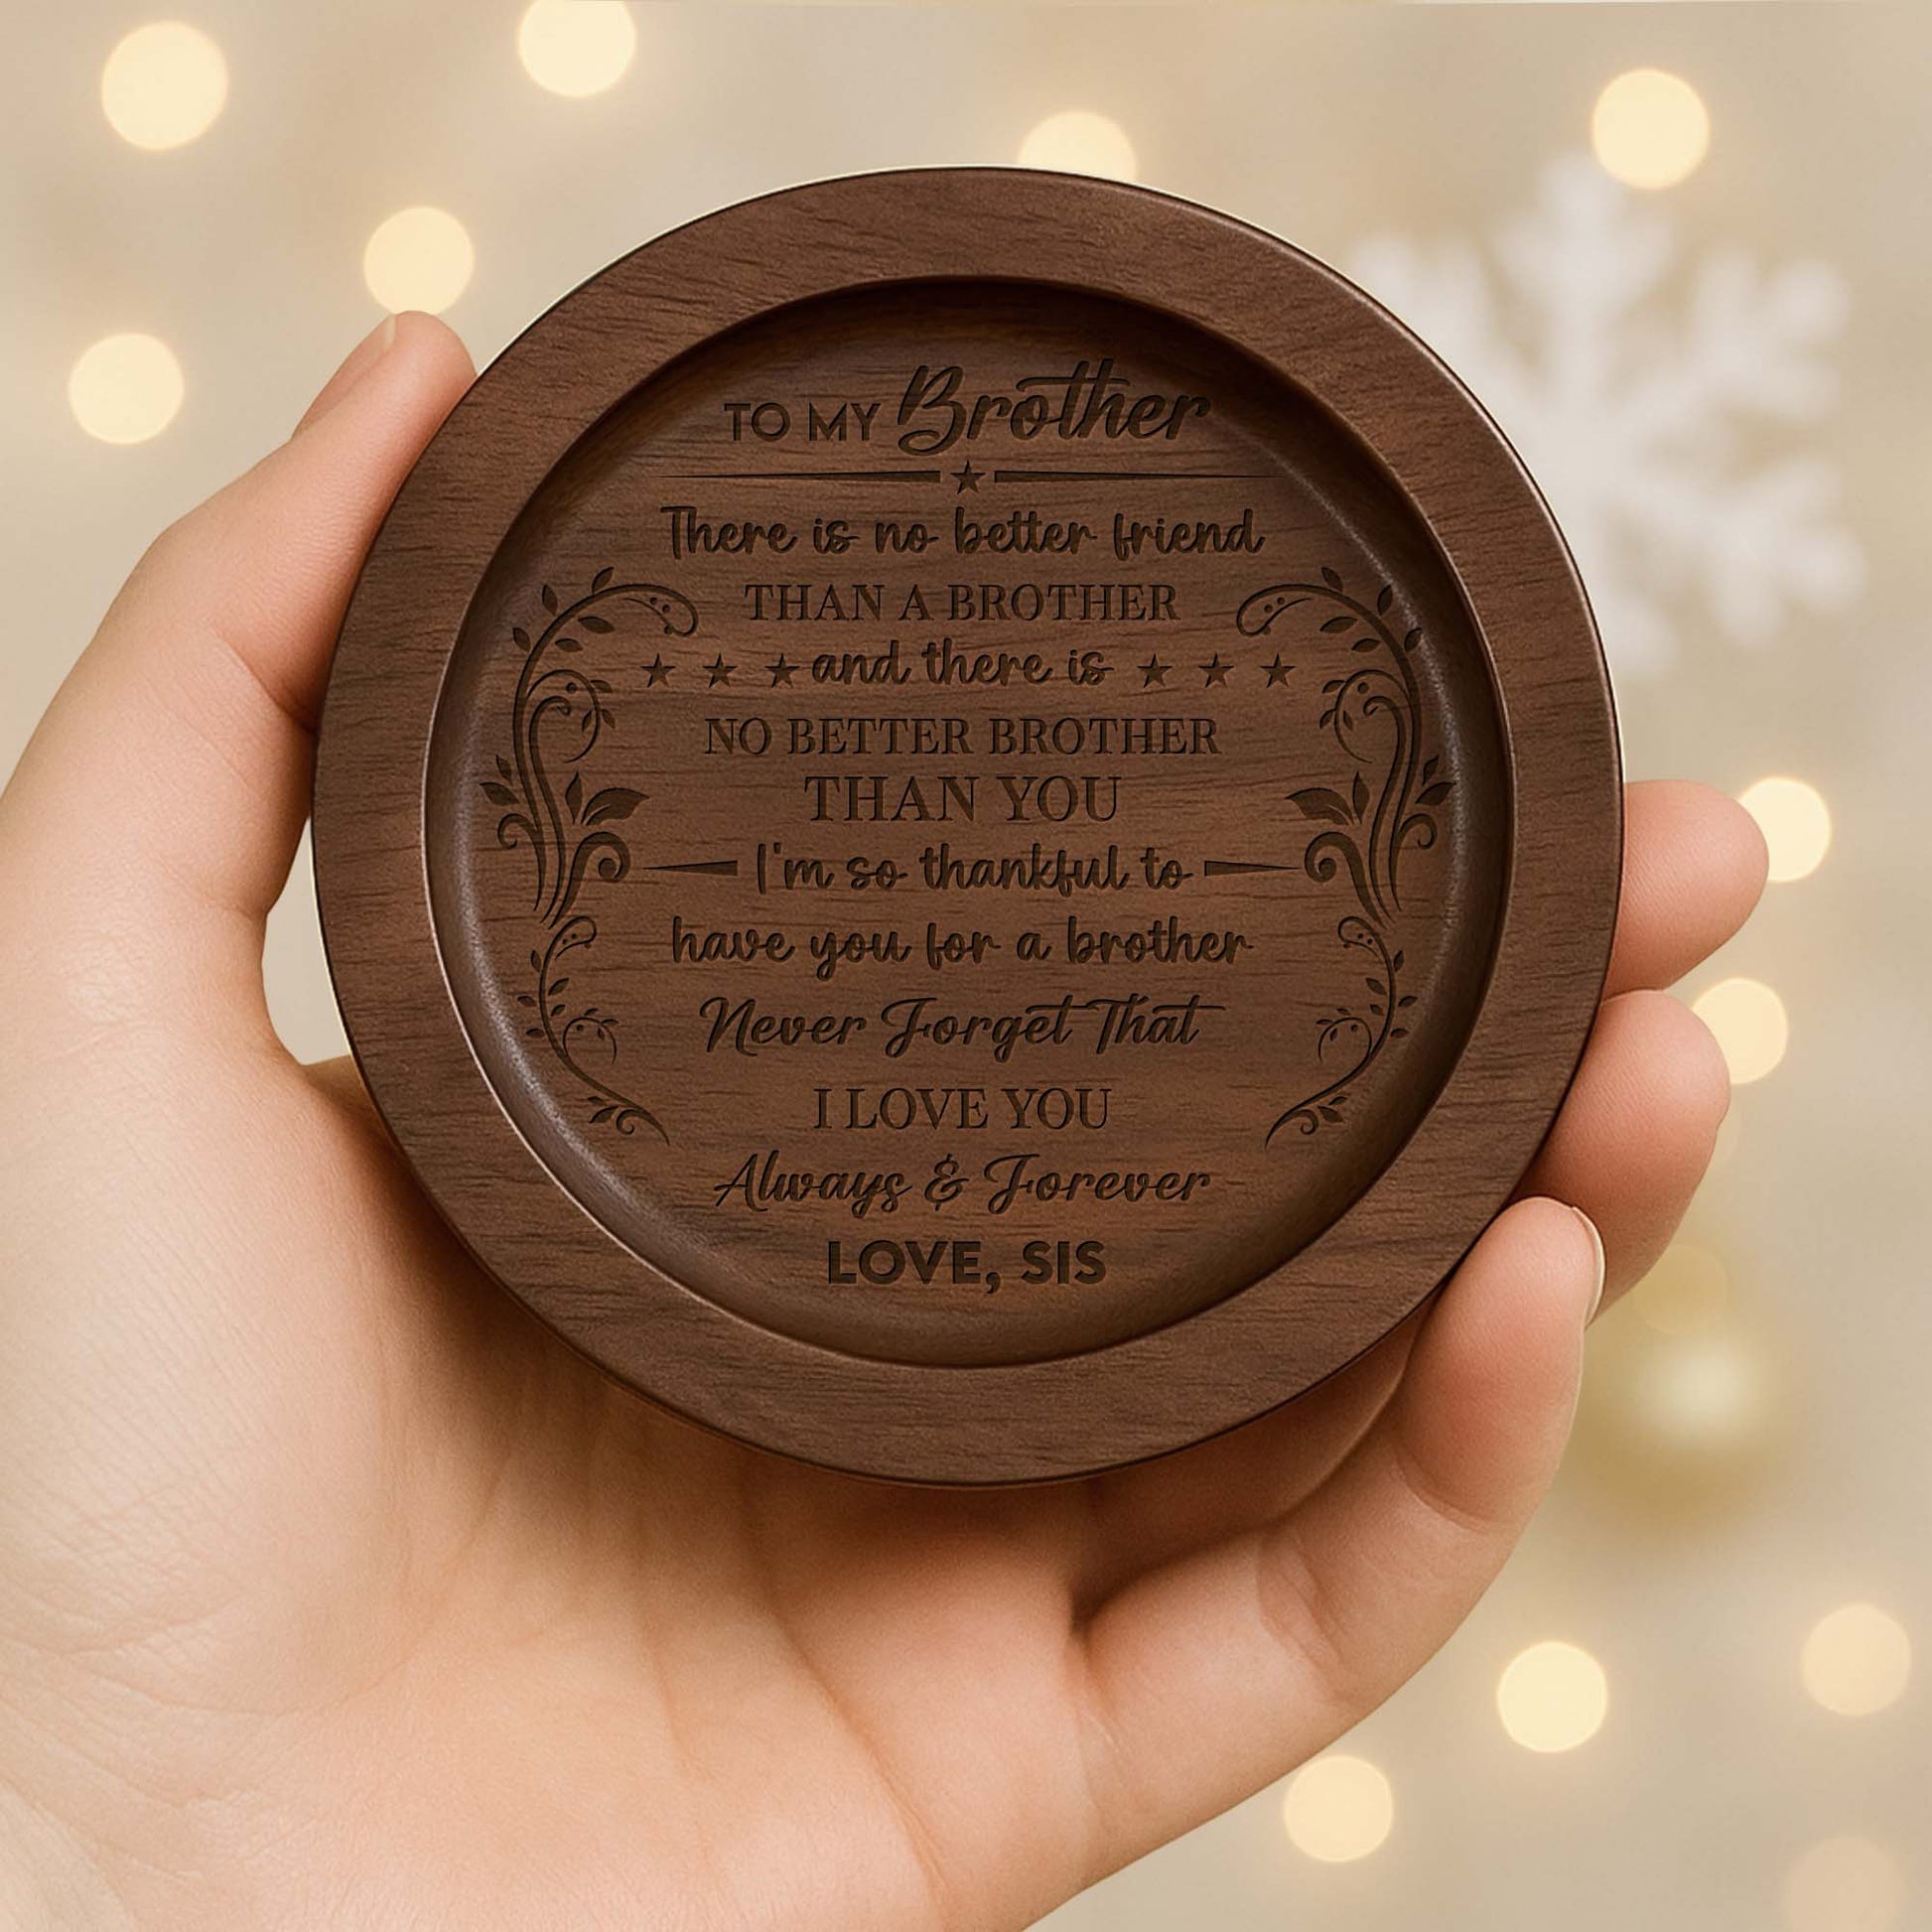 TO MY Brother
There is no better friend
THAN A BROTHER
and there is
NO BETTER BROTHER
THAN YOU
I'm so thankful to
have you for a brother
Never Forget That
I LOVE YOU
Always & Forever
LOVE, SIS